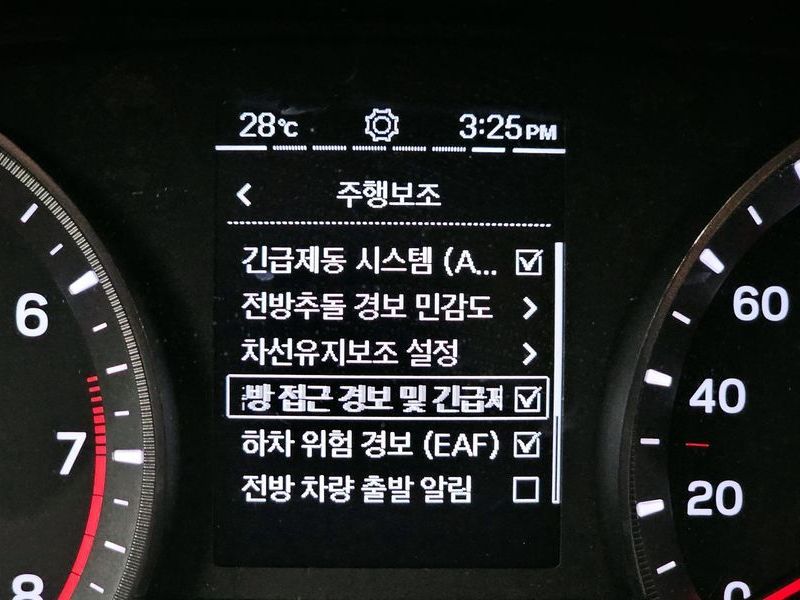 28℃ 3:25PM
주행보조
긴급제동 시스템 (A...
전방추돌 경보 민감도
차선유지보조 설정
방 접근 경보 및 긴급제
하차 위험 경보 (EAF)
전방 차량 출발 알림
6
7
8
60
40
20
0